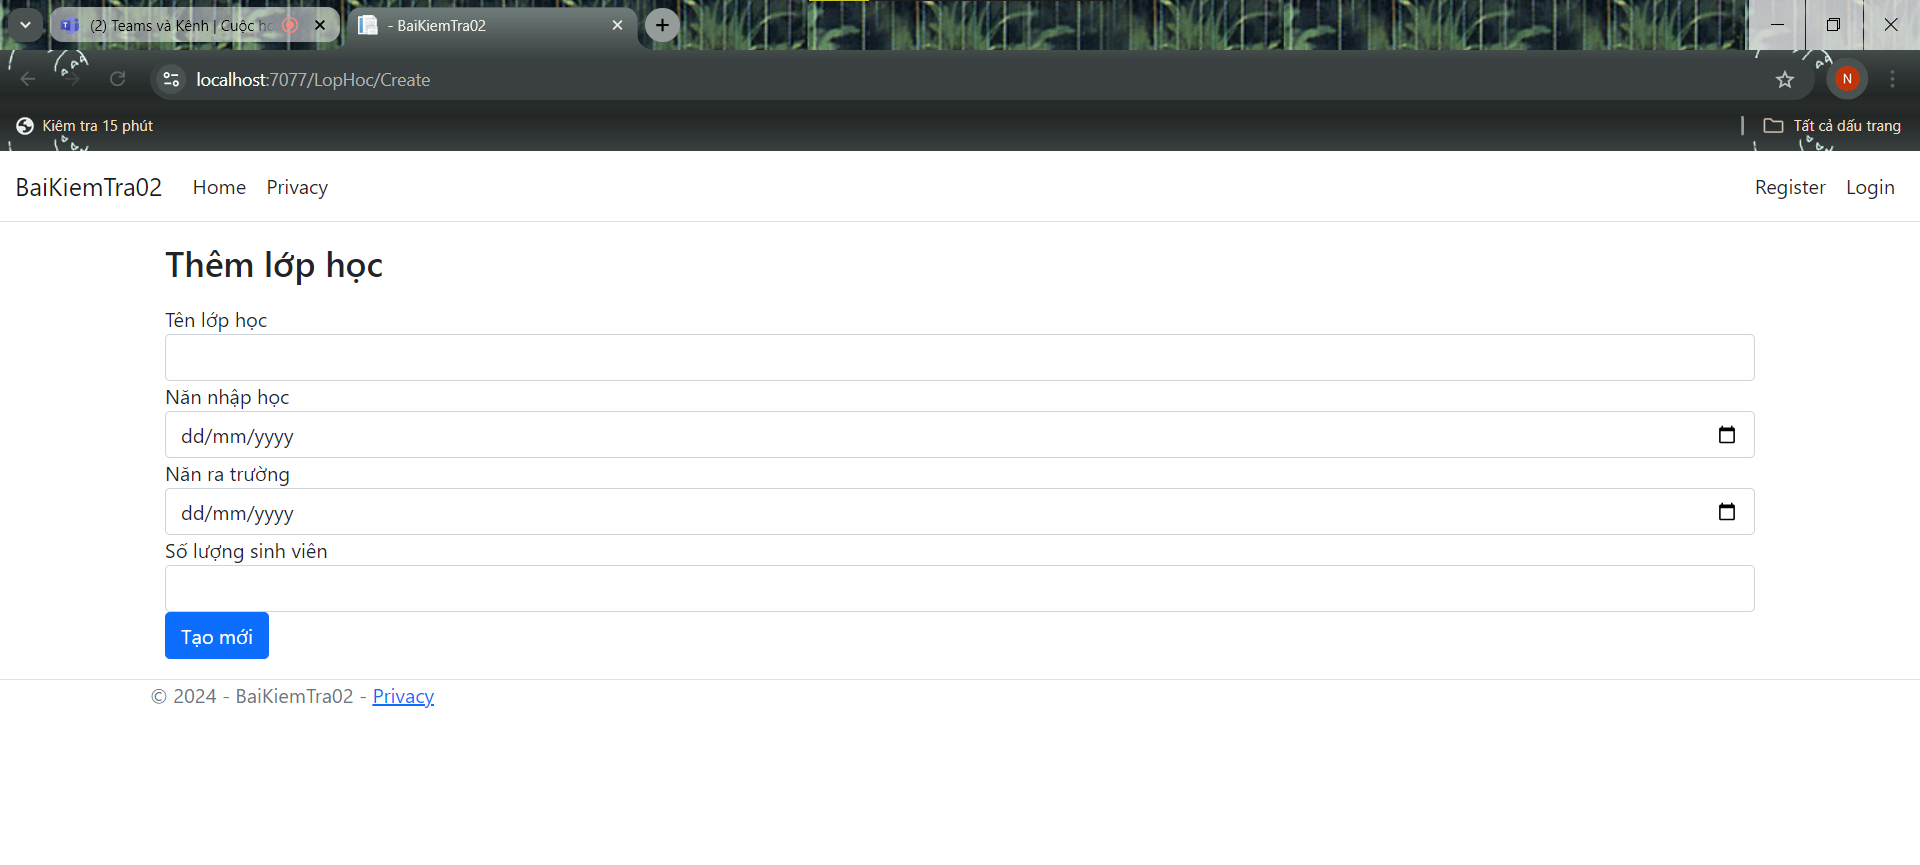 (2) Teams và Kênh | Cuộc họ
- BaiKiemTra02
localhost:7077/LopHoc/Create
N
Kiêm tra 15 phút
Tất cả dấu trang
BaiKiemTra02 Home Privacy Register Login
Thêm lớp học
Tên lớp học
Năn nhập học
dd/mm/yyyy
Năn ra trường
dd/mm/yyyy
Số lượng sinh viên
Tạo mới
© 2024 - BaiKiemTra02 - Privacy